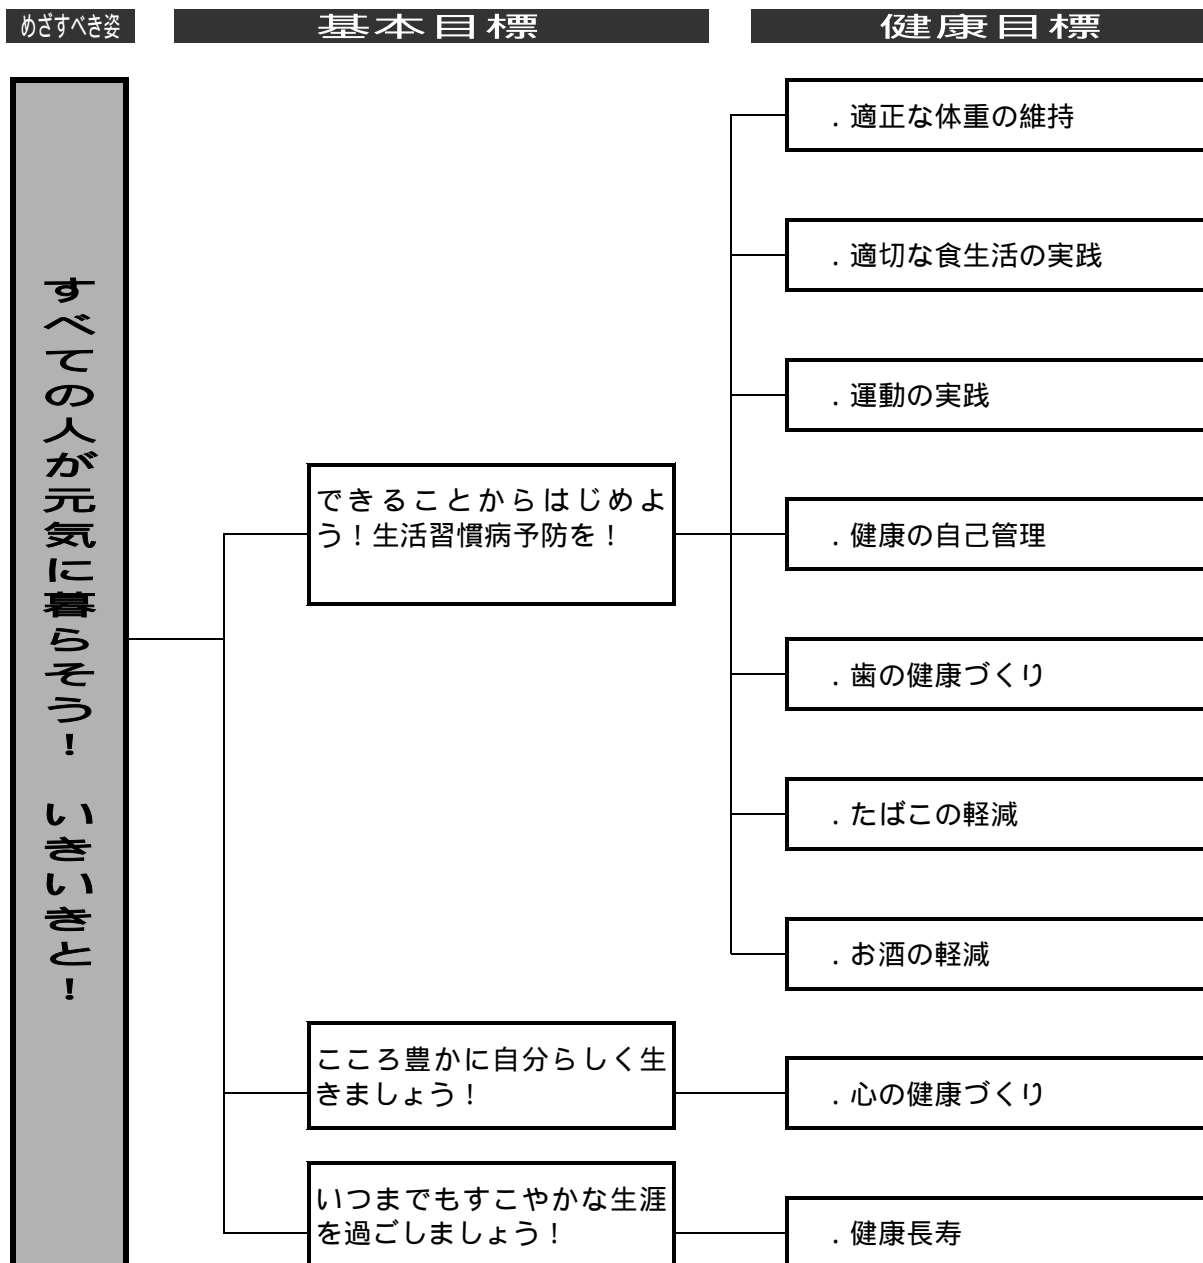 めざすべき姿
基本目標
健康目標
すべての人が元気に暮らそう！　いきいきと！
できることからはじめよ
う！生活習慣病予防を！
こころ豊かに自分らしく生
きましょう！
いつまでもすこやかな生涯
を過ごしましょう！
．適正な体重の維持
．適切な食生活の実践
．運動の実践
．健康の自己管理
．歯の健康づくり
．たばこの軽減
．お酒の軽減
．心の健康づくり
．健康長寿